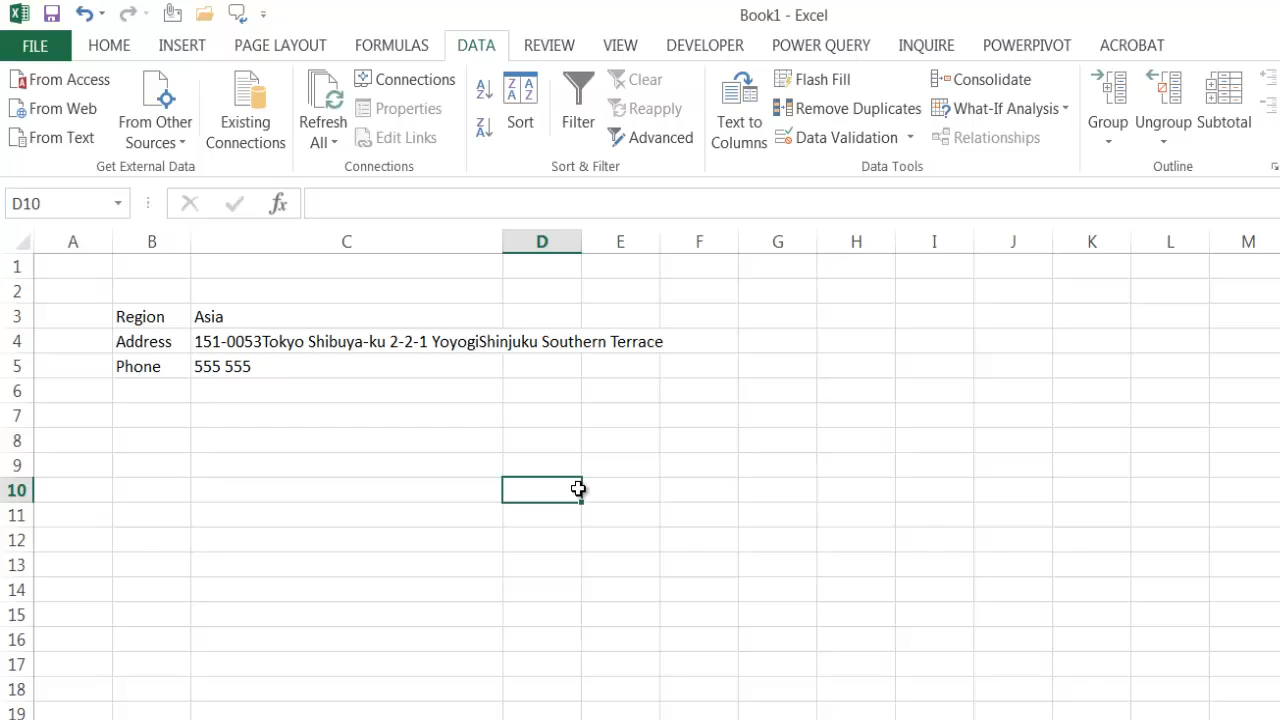 Book1 - Excel
FILE HOME INSERT PAGE LAYOUT FORMULAS DATA REVIEW VIEW DEVELOPER POWER QUERY INQUIRE POWERPIVOT ACROBAT
From Access
From Web
From Text
From Other
Sources
Existing
Connections
Get External Data
Refresh
All
Connections
Properties
Edit Links
Connections
Sort
Filter
Clear
Reapply
Advanced
Sort & Filter
Text to
Columns
Flash Fill
Remove Duplicates
Data Validation
Consolidate
What-If Analysis
Relationships
Data Tools
Group
Ungroup
Subtotal
Outline
D10 fx
A B C D E F G H I J K L M
1
2
3 Region Asia
4 Address 151-0053Tokyo Shibuya-ku 2-2-1 YoyogiShinjuku Southern Terrace
5 Phone 555 555
6
7
8
9
10
11
12
13
14
15
16
17
18
19